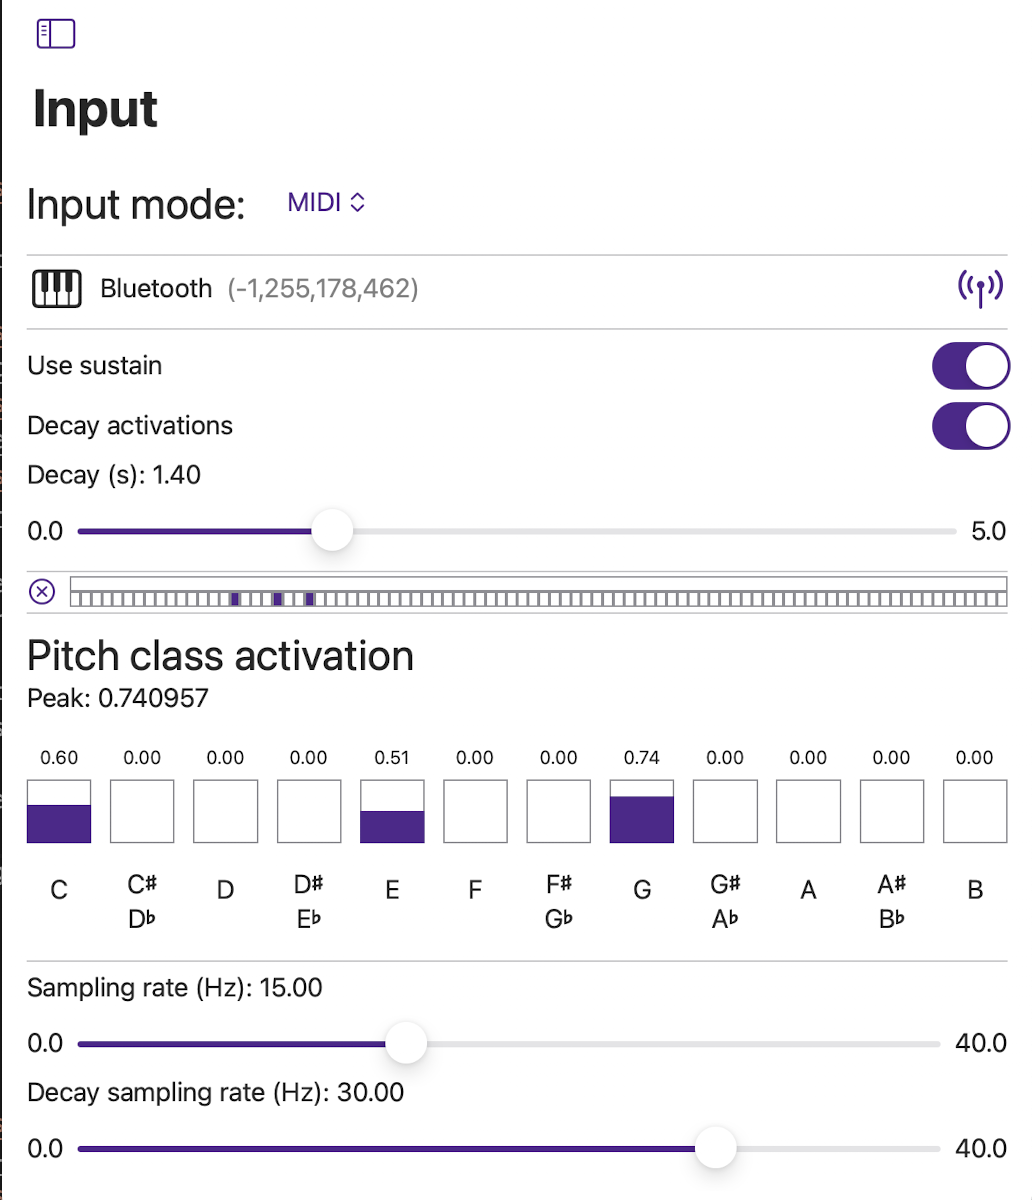 Input
Input mode: MIDI
Bluetooth (-1,255,178,462)
Use sustain
Decay activations
Decay (s): 1.40
0.0 5.0
Pitch class activation
Peak: 0.740957
0.60 0.00 0.00 0.00 0.51 0.00 0.00 0.74 0.00 0.00 0.00 0.00
C C# D D# E F F# G G# A A# B
D♭ E♭ G♭ A♭ B♭
Sampling rate (Hz): 15.00
0.0 40.0
Decay sampling rate (Hz): 30.00
0.0 40.0